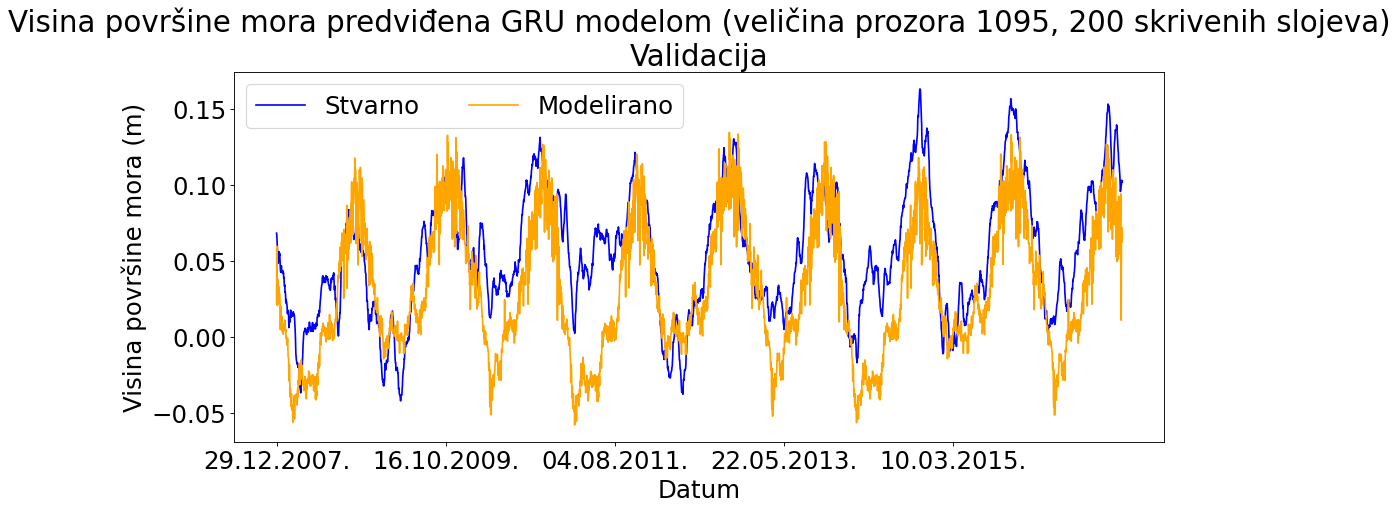 Visina površine mora predviđena GRU modelom (veličina prozora 1095, 200 skrivenih slojeva)
Validacija
Stvarno
Modelirano
Visina površine mora (m)
0.15
0.10
0.05
0.00
−0.05
29.12.2007.
16.10.2009.
04.08.2011.
22.05.2013.
10.03.2015.
Datum